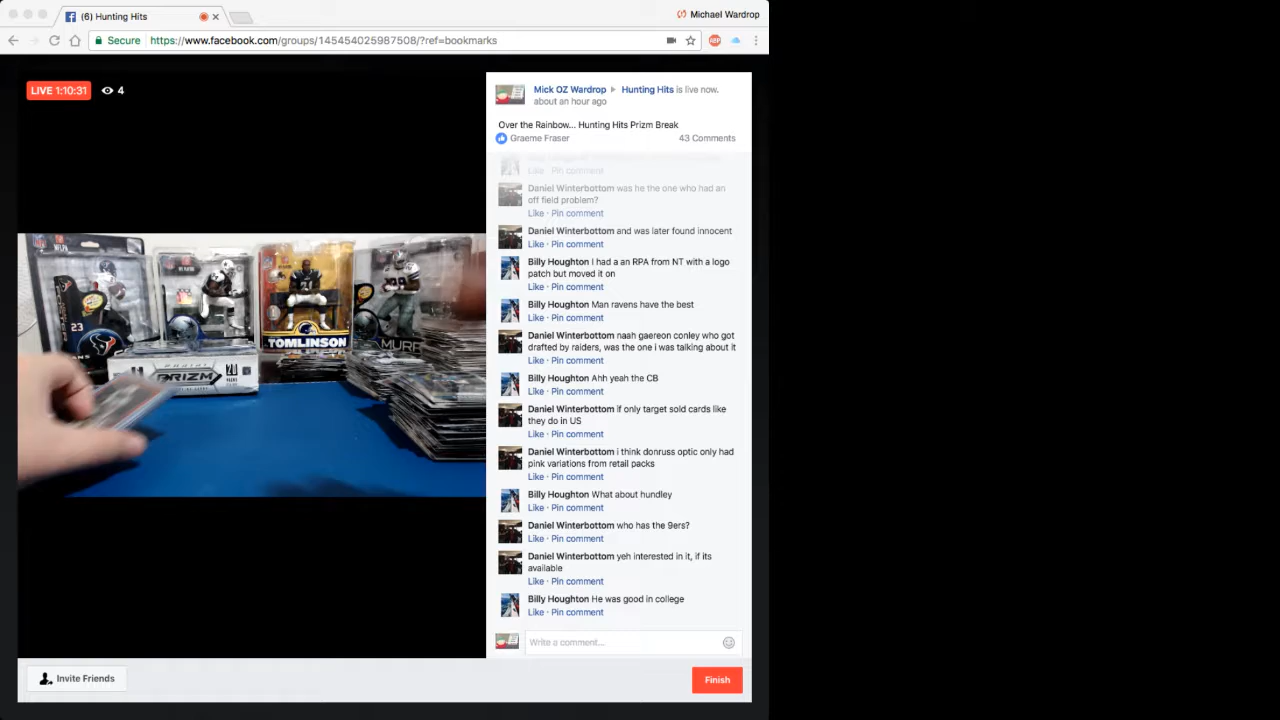 (6) Hunting Hits
Michael Wardrop
Secure https://www.facebook.com/groups/145454025987508/?ref=bookmarks
ABP
LIVE 1:10:31 4
Mick OZ Wardrop Hunting Hits is live now.
about an hour ago
Over the Rainbow... Hunting Hits Prizm Break
Graeme Fraser 43 Comments
Like · Pin comment
Daniel Winterbottom was he the one who had an
off field problem?
Like · Pin comment
Daniel Winterbottom and was later found innocent
Like · Pin comment
Billy Houghton I had a an RPA from NT with a logo
patch but moved it on
Like · Pin comment
Billy Houghton Man ravens have the best
Like · Pin comment
Daniel Winterbottom naah gaereon conley who got
drafted by raiders, was the one i was talking about it
Like · Pin comment
Billy Houghton Ahh yeah the CB
Like · Pin comment
Daniel Winterbottom if only target sold cards like
they do in US
Like · Pin comment
Daniel Winterbottom i think donruss optic only had
pink variations from retail packs
Like · Pin comment
Billy Houghton What about hundley
Like · Pin comment
Daniel Winterbottom who has the 9ers?
Like · Pin comment
Daniel Winterbottom yeh interested in it, if its
available
Like · Pin comment
Billy Houghton He was good in college
Like · Pin comment
Write a comment...
Invite Friends
Finish
23
21
TOMLINSON
MURR
PRIZM
20